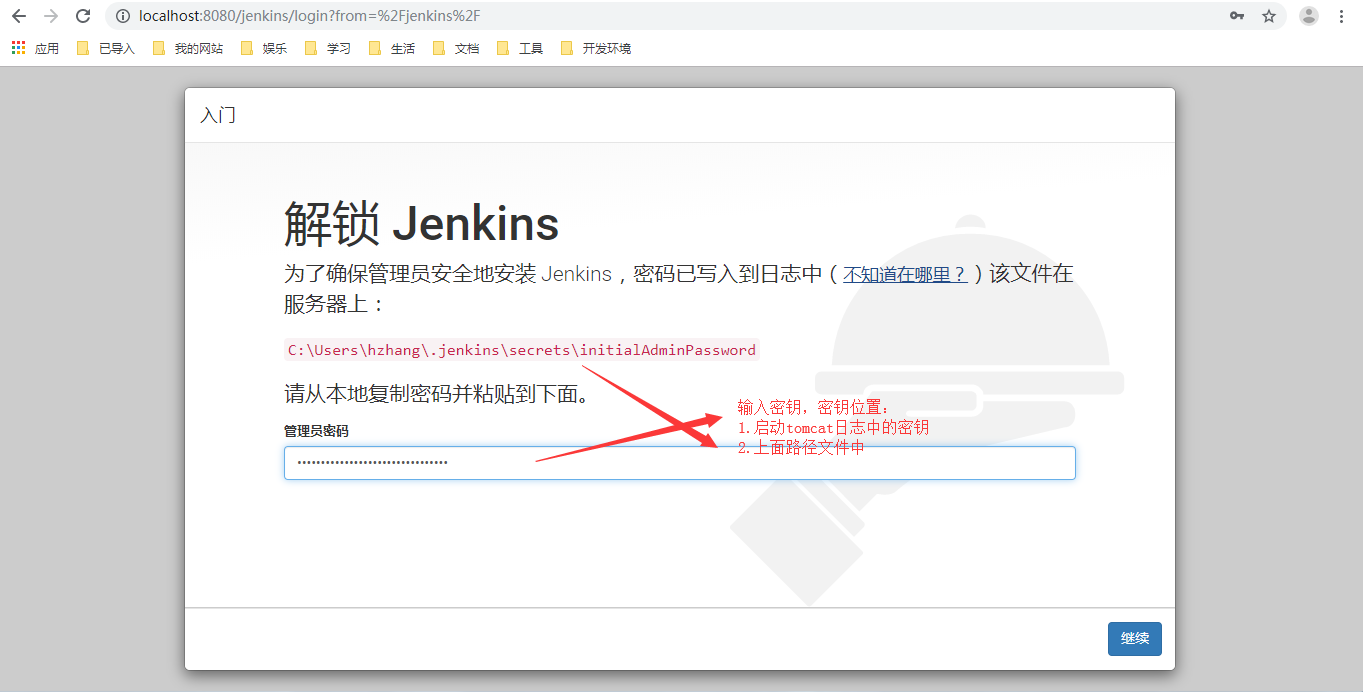 localhost:8080/jenkins/login?from=%2Fjenkins%2F
应用 已导入 我的网站 娱乐 学习 生活 文档 工具 开发环境
入门
解锁 Jenkins
为了确保管理员安全地安装 Jenkins，密码已写入到日志中（不知道在哪里？）该文件在
服务器上：
C:\Users\hzhang\.jenkins\secrets\initialAdminPassword
请从本地复制密码并粘贴到下面。
输入密钥，密钥位置：
1.启动tomcat日志中的密钥
2.上面路径文件中
管理员密码
继续